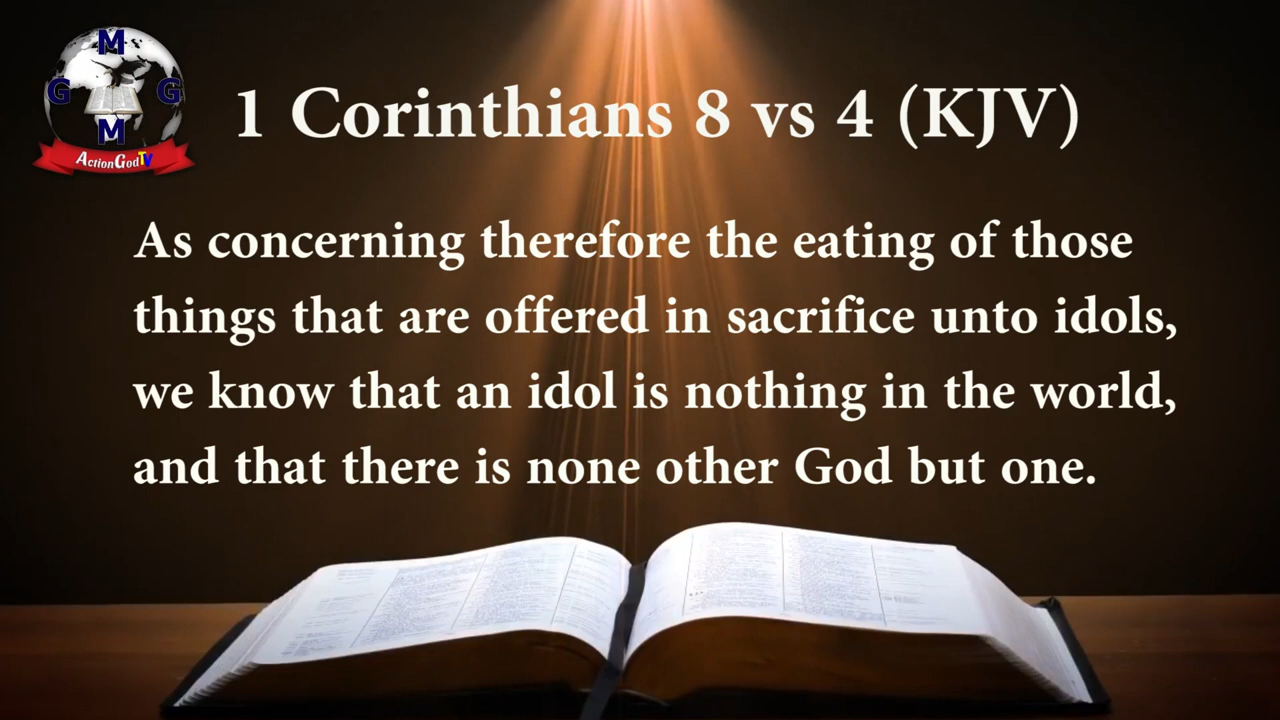 M
G G
M
ActionGodTV
1 Corinthians 8 vs 4 (KJV)
As concerning therefore the eating of those
things that are offered in sacrifice unto idols,
we know that an idol is nothing in the world,
and that there is none other God but one.